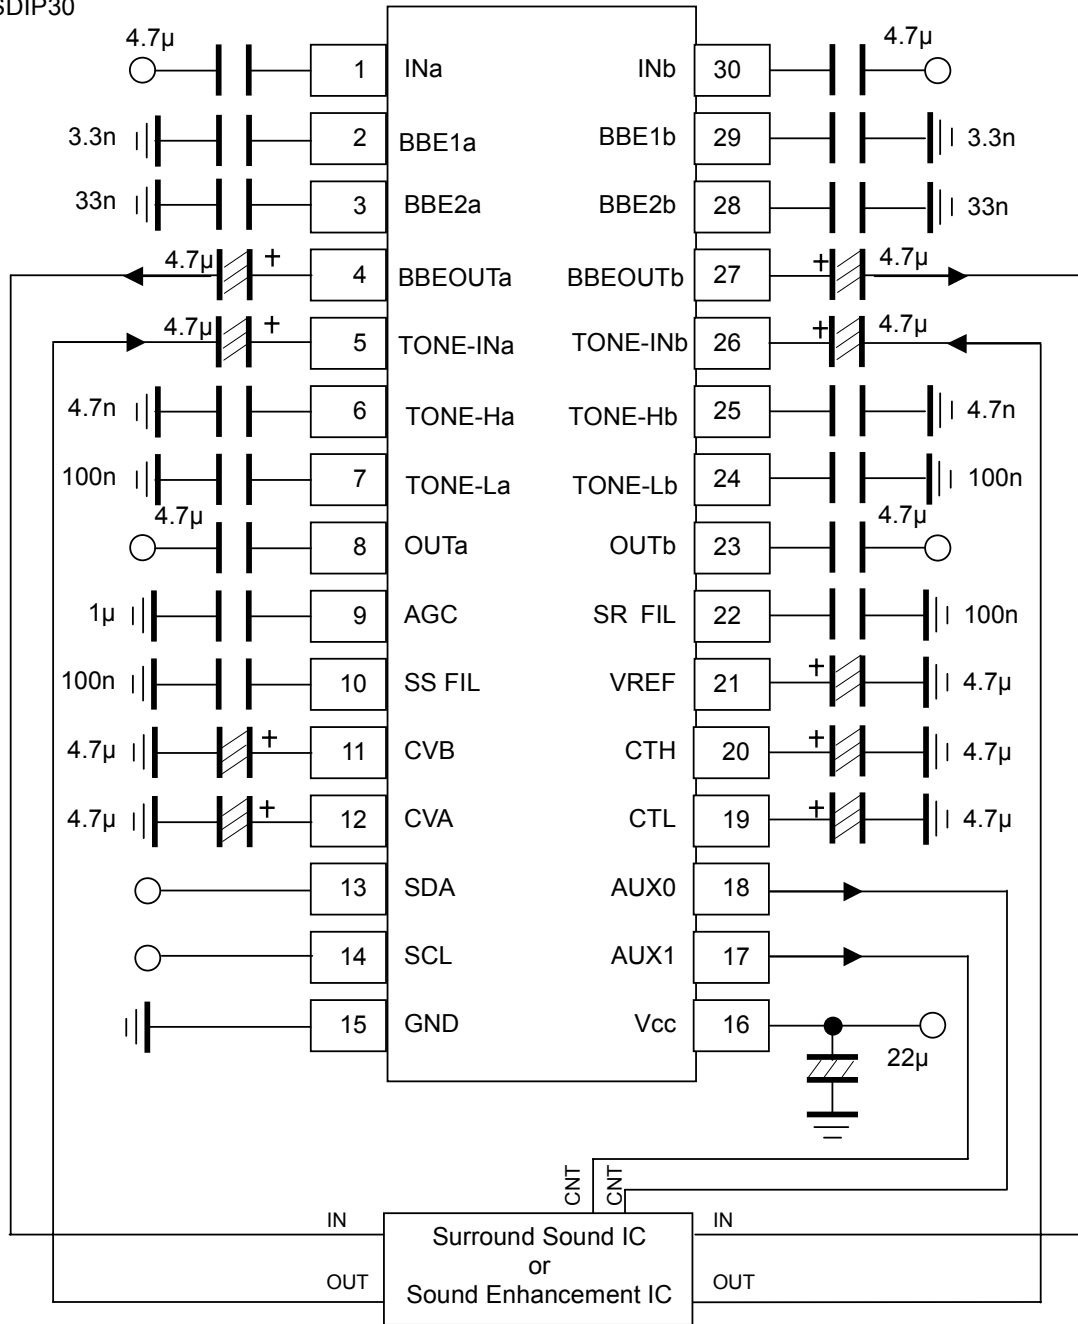 SDIP30
4.7µ 1 INa INb 30 4.7µ
3.3n 2 BBE1a BBE1b 29 3.3n
33n 3 BBE2a BBE2b 28 33n
4.7µ + 4 BBEOUTa BBEOUTb 27 + 4.7µ
4.7µ + 5 TONE-INa TONE-INb 26 + 4.7µ
4.7n 6 TONE-Ha TONE-Hb 25 4.7n
100n 7 TONE-La TONE-Lb 24 100n
4.7µ 8 OUTa OUTb 23 4.7µ
1µ 9 AGC SR FIL 22 100n
100n 10 SS FIL VREF 21 + 4.7µ
4.7µ + 11 CVB CTH 20 + 4.7µ
4.7µ + 12 CVA CTL 19 + 4.7µ
13 SDA AUX0 18
14 SCL AUX1 17
15 GND Vcc 16
22µ
CNT CNT
IN Surround Sound IC IN
or
OUT Sound Enhancement IC OUT